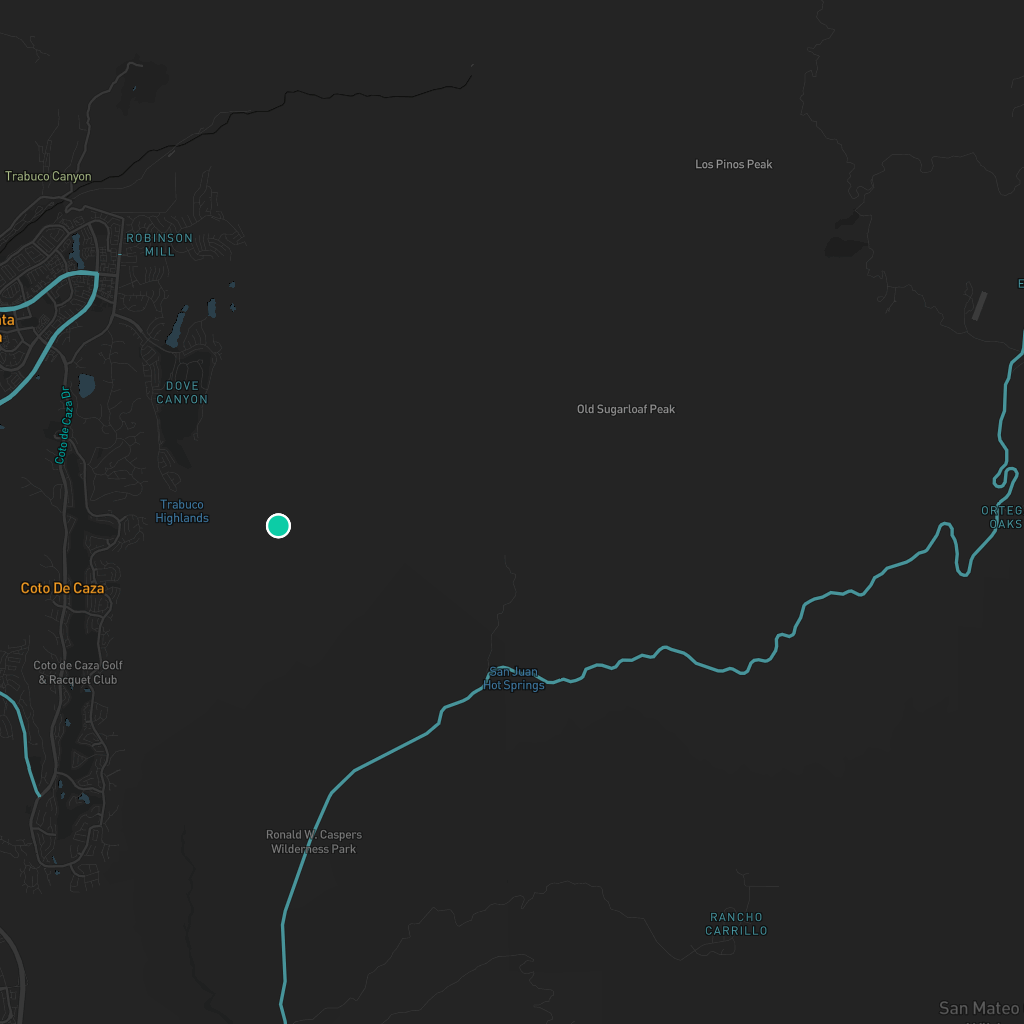 Los Pinos Peak
Trabuco Canyon
ROBINSON
MILL
E
ata
a
DOVE
CANYON
Coto de Caza Dr
Old Sugarloaf Peak
Trabuco
Highlands
ORTEG
OAKS
Coto De Caza
Coto de Caza Golf
& Racquet Club
San Juan
Hot Springs
Ronald W. Caspers
Wilderness Park
RANCHO
CARRILLO
San Mateo